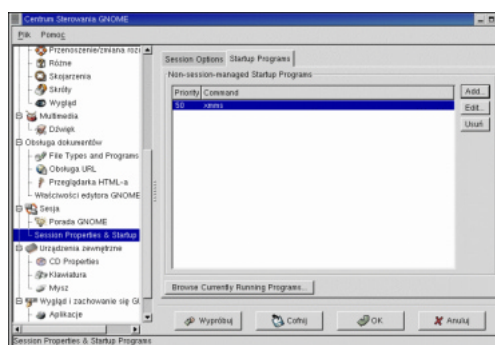 Centrum Sterowania GNOME
Plik Pomoc
Przenoszenie/zmiana rozi
Różne
Skojarzenia
Skróty
Wygląd
Multimedia
Dźwięk
Obsługa dokumentów
File Types and Programs
Obsługa URL
Przeglądarka HTML-a
Właściwości edytora GNOME
Sesja
Porada GNOME
Session Properties & Startup
Urządzenia zewnętrzne
CD Properties
Klawiatura
Mysz
Wygląd i zachowanie się GI
Aplikacje
Session Options Startup Programs
Non-session-managed Startup Programs
Priority Command
50 xmms
Add...
Edit...
Usuń
Browse Currently Running Programs...
Wypróbuj Cofnij OK Anuluj
Session Properties & Startup Programs